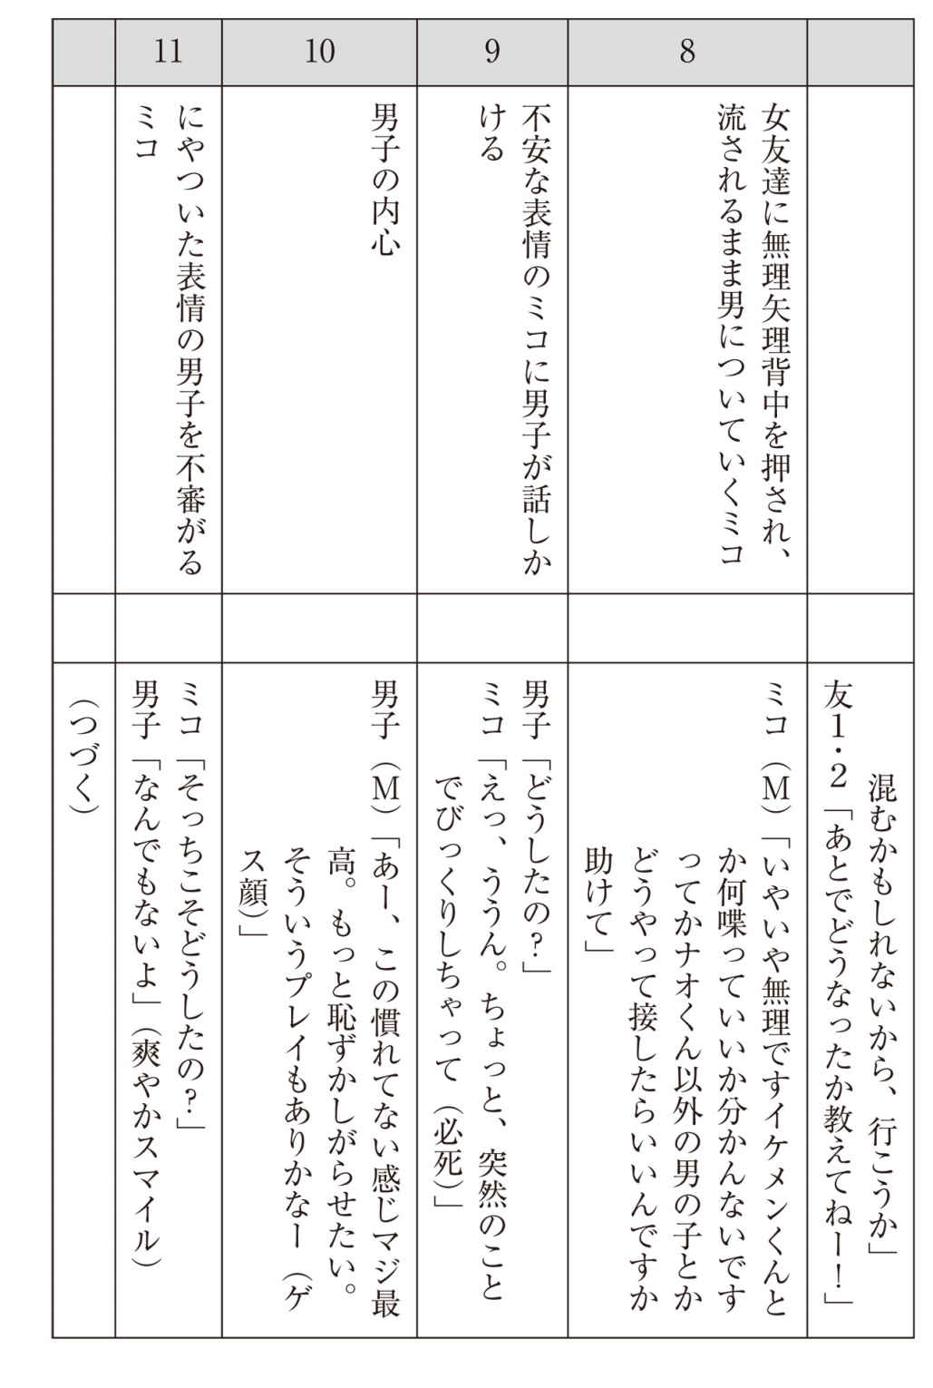 混むかもしれないから、行こうか」
友1・2「あとでどうなったか教えてねー！」
8
女友達に無理矢理背中を押され、
流されるまま男についていくミコ
ミコ（M）「いやいや無理ですイケメンくんと
か何喋っていいか分かんないです
ってかナオくん以外の男の子とか
どうやって接したらいいんですか
助けて」
9
不安な表情のミコに男子が話しか
ける
男子「どうしたの？」
ミコ「えっ、ううん。ちょっと、突然のこと
でびっくりしちゃって（必死）」
10
男子の内心
男子（M）「あー、この慣れてない感じマジ最
高。もっと恥ずかしがらせたい。
そういうプレイもありかなー（ゲ
ス顔）」
11
にやついた表情の男子を不審がる
ミコ
ミコ「そっちこそどうしたの？」
男子「なんでもないよ」（爽やかスマイル）
（つづく）